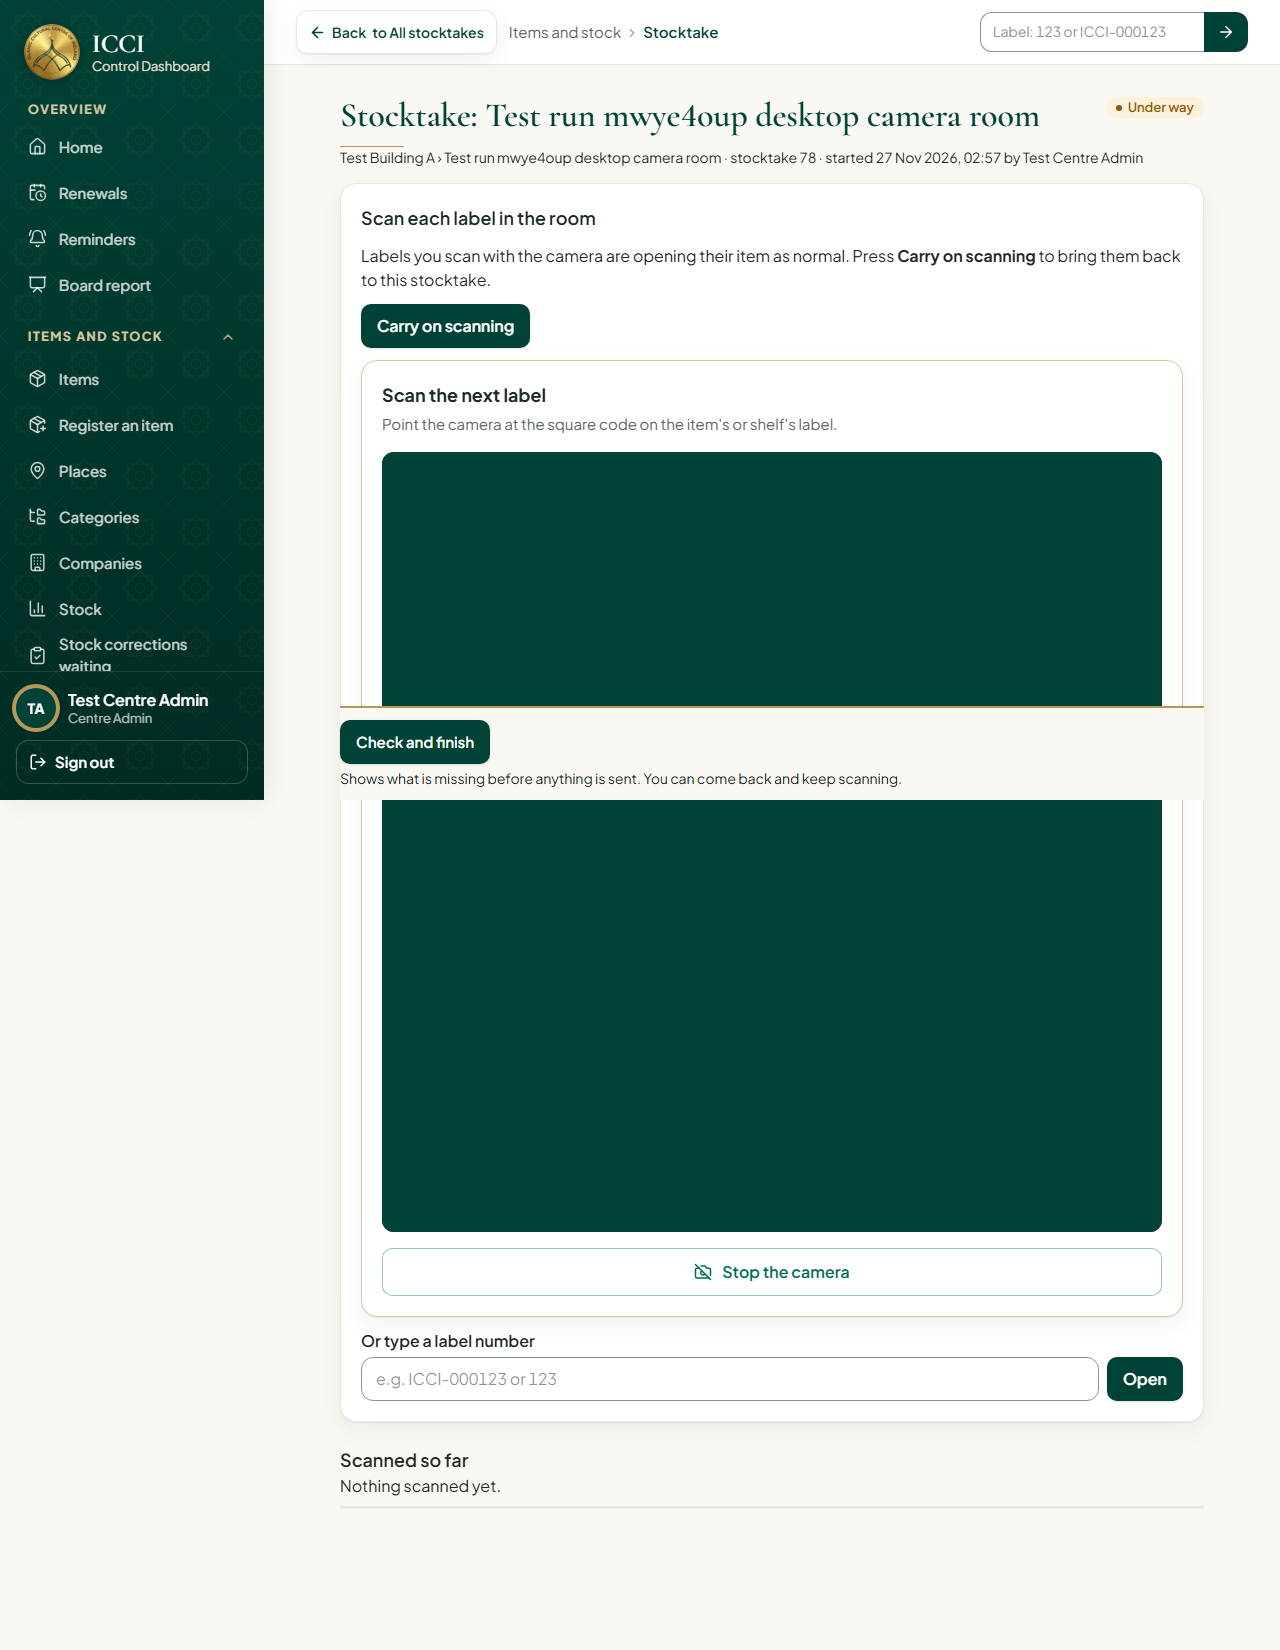 ICCI
Control Dashboard
OVERVIEW
Home
Renewals
Reminders
Board report
ITEMS AND STOCK
Items
Register an item
Places
Categories
Companies
Stock
Stock corrections
waiting
TA
Test Centre Admin
Centre Admin
Sign out
Back to All stocktakes
Items and stock › Stocktake
Label: 123 or ICCI-000123
Stocktake: Test run mwye4oup desktop camera room
Under way
Test Building A › Test run mwye4oup desktop camera room · stocktake 78 · started 27 Nov 2026, 02:57 by Test Centre Admin
Scan each label in the room
Labels you scan with the camera are opening their item as normal. Press Carry on scanning to bring them back
to this stocktake.
Carry on scanning
Scan the next label
Point the camera at the square code on the item's or shelf's label.
Check and finish
Shows what is missing before anything is sent. You can come back and keep scanning.
Stop the camera
Or type a label number
e.g. ICCI-000123 or 123
Open
Scanned so far
Nothing scanned yet.